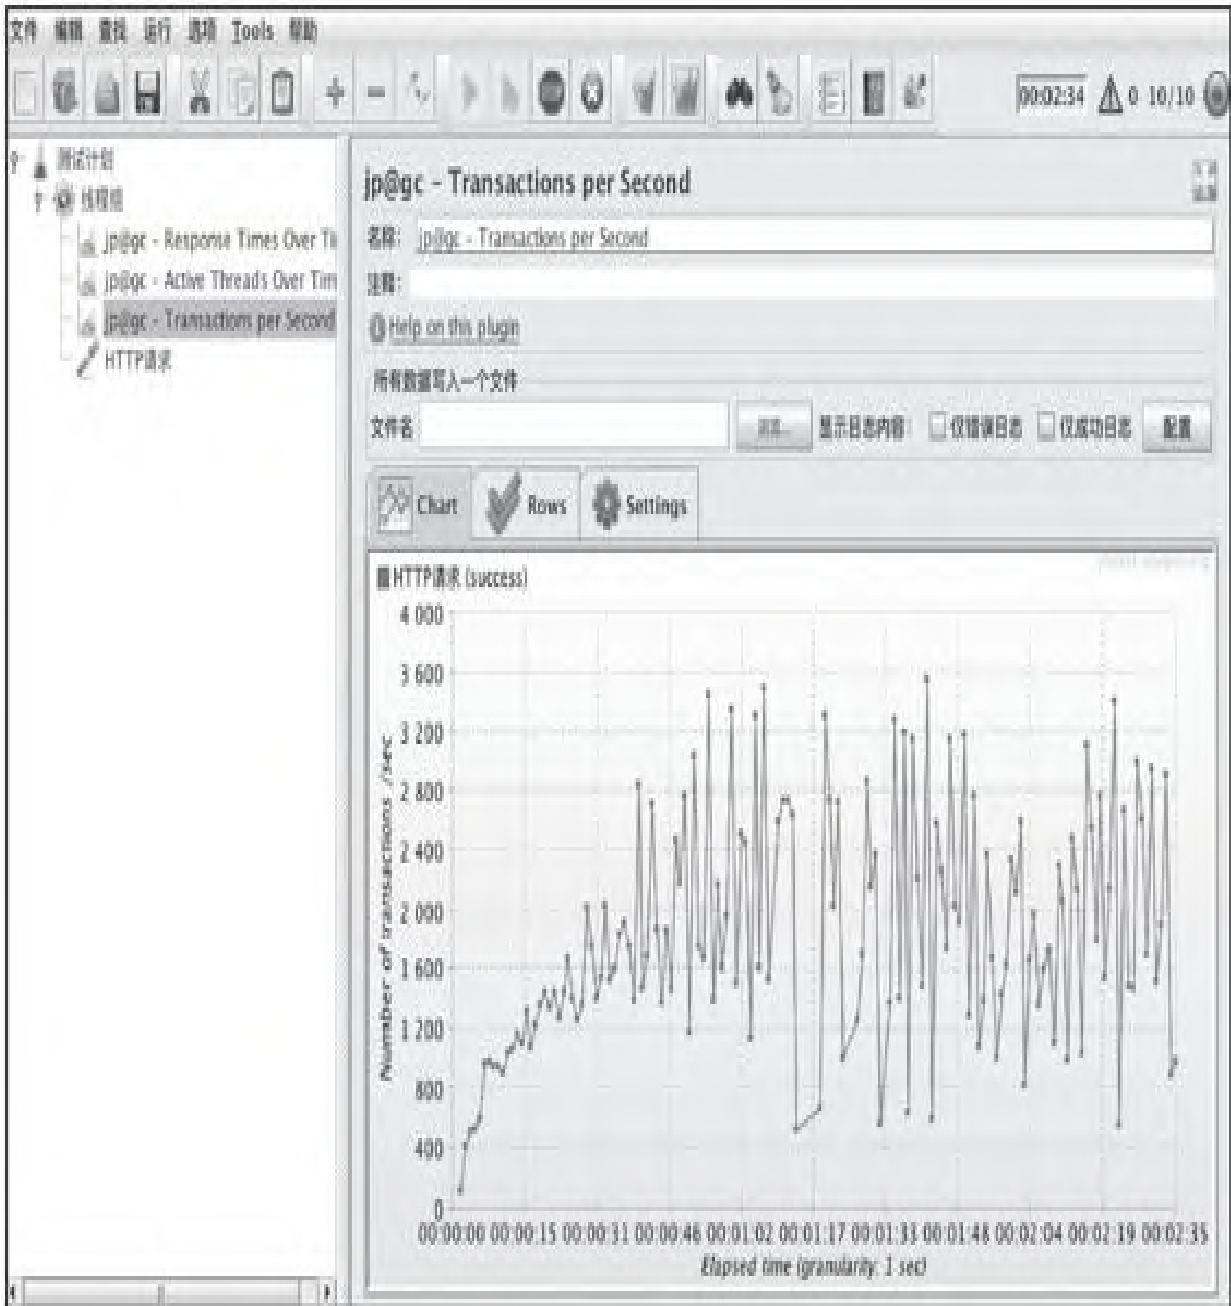 文件 编辑 查找 运行 选项 Tools 帮助
00:02:34 0 10/10
测试计划
线程组
jp@gc - Response Times Over Ti
jp@gc - Active Threads Over Tim
jp@gc - Transactions per Second
HTTP请求
jp@gc - Transactions per Second
名称: jp@gc - Transactions per Second
注释:
Help on this plugin
所有数据写入一个文件
文件名 浏览... 显示日志内容: 仅错误日志 仅成功日志 配置
Chart Rows Settings
HTTP请求 (success)
4 000
3 600
3 200
2 800
2 400
2 000
1 600
1 200
800
400
0
Number of transactions /sec
00:00:00 00:00:15 00:00:31 00:00:46 00:01:02 00:01:17 00:01:33 00:01:48 00:02:04 00:02:19 00:02:35
Elapsed time (granularity: 1 sec)